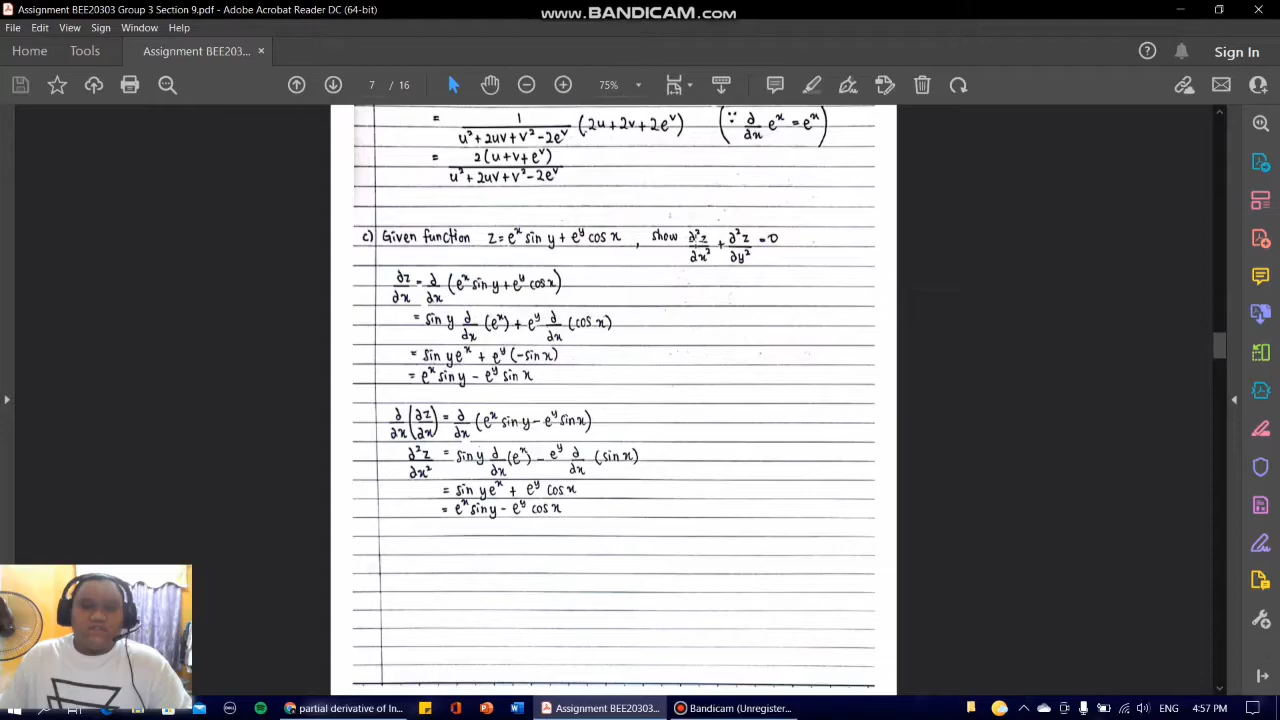 Assignment BEE20303 Group 3 Section 9.pdf - Adobe Acrobat Reader DC (64-bit)
www.BANDICAM.com
File Edit View Sign Window Help
Home Tools Assignment BEE203... × Sign In
7 / 16 75%
= 1/(u² + 2uv + v² - 2eᵛ) (2u + 2v + 2eᵛ) (∵ ∂/∂x eˣ = eˣ)
= 2(u + v + eᵛ)/(u² + 2uv + v² - 2eᵛ)
c) Given function z = eˣ sin y + eʸ cos x , show ∂²z/∂x² + ∂²z/∂y² = 0
∂z/∂x = ∂/∂x (eˣ sin y + eʸ cos x)
= sin y ∂/∂x (eˣ) + eʸ ∂/∂x (cos x)
= sin y eˣ + eʸ (-sin x)
= eˣ sin y - eʸ sin x
∂/∂x (∂z/∂x) = ∂/∂x (eˣ sin y - eʸ sin x)
∂²z/∂x² = sin y ∂/∂x (eˣ) - eʸ ∂/∂x (sin x)
= sin y eˣ + eʸ cos x
= eˣ sin y - eʸ cos x
partial derivative of In... Assignment BEE20303... Bandicam (Unregister... 4:57 PM